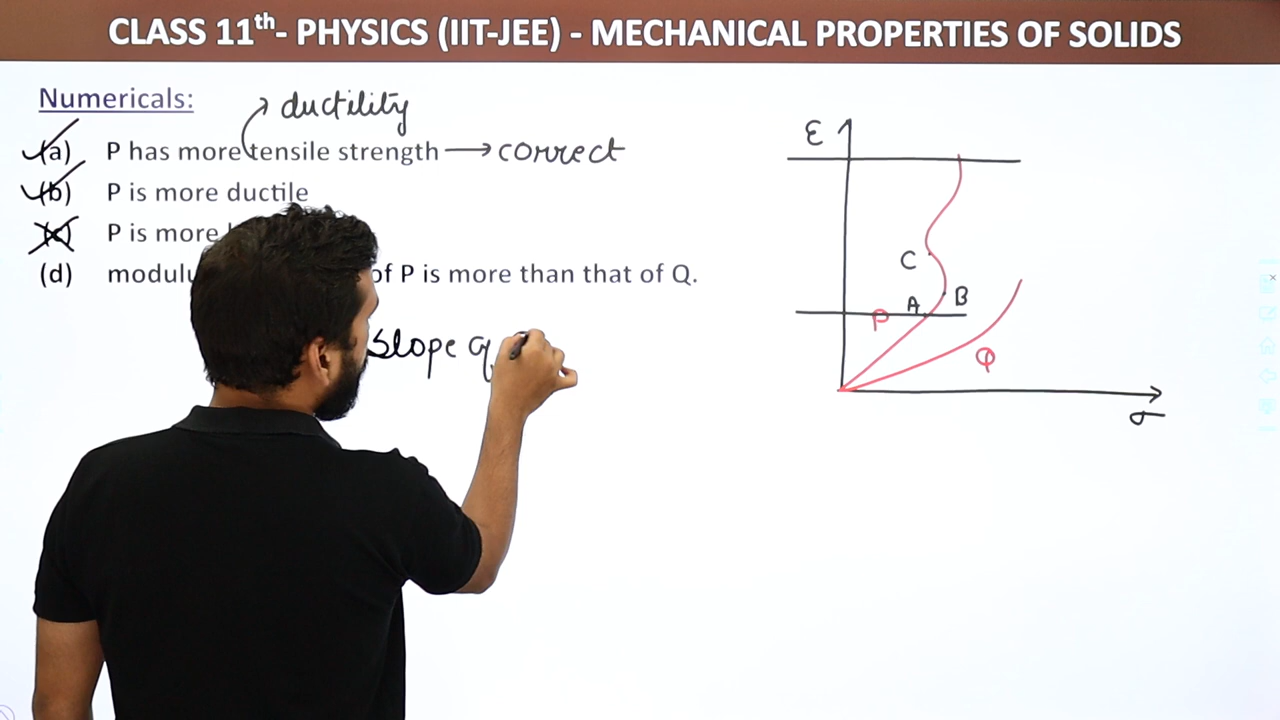 CLASS 11th- PHYSICS (IIT-JEE) - MECHANICAL PROPERTIES OF SOLIDS
Numericals:
ductility
(a) P has more tensile strength → correct
(b) P is more ductile
(c) P is more
(d) modulu of P is more than that of Q.
slope
ε
C
B
A
P
Q
σ